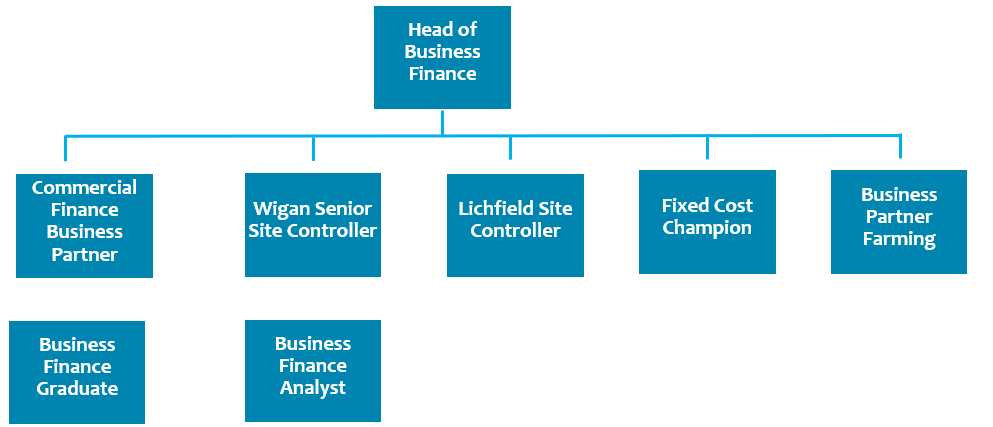 Head of
Business
Finance
Commercial
Finance
Business
Partner
Wigan Senior
Site Controller
Lichfield Site
Controller
Fixed Cost
Champion
Business
Partner
Farming
Business
Finance
Graduate
Business
Finance
Analyst